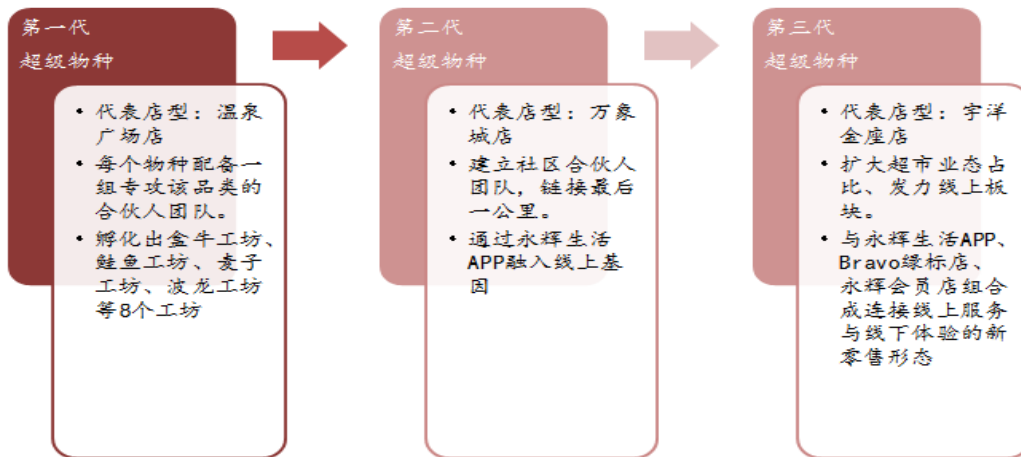 第一代
超级物种
• 代表店型：温泉
广场店
• 每个物种配备一
组专攻该品类的
合伙人团队。
• 孵化出盒牛工坊、
鲑鱼工坊、麦子
工坊、波龙工坊
等8个工坊
第二代
超级物种
• 代表店型：万象
城店
• 建立社区合伙人
团队，链接最后
一公里。
• 通过永辉生活
APP融入线上基
因
第三代
超级物种
• 代表店型：宇洋
金座店
• 扩大超市业态占
比、发力线上板
块。
• 与永辉生活APP、
Bravo绿标店、
永辉会员店组合
成连接线上服务
与线下体验的新
零售形态